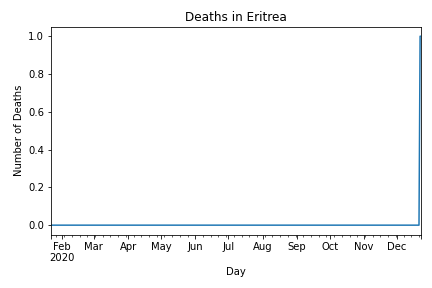 Deaths in Eritrea
Number of Deaths
1.0
0.8
0.6
0.4
0.2
0.0
Feb Mar Apr May Jun Jul Aug Sep Oct Nov Dec
2020
Day